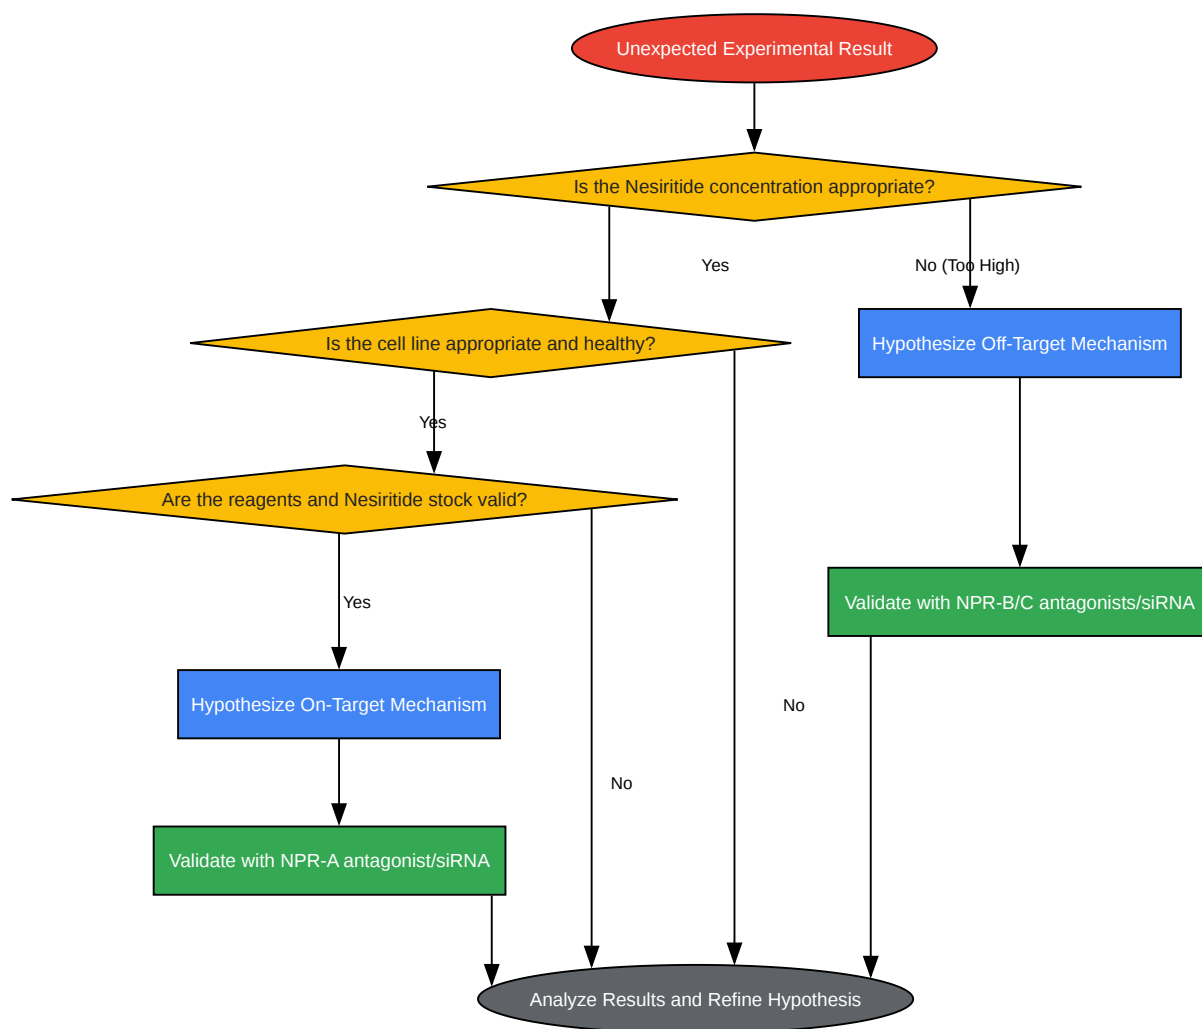 Unexpected Experimental Result
Is the Nesiritide concentration appropriate?
Yes
No (Too High)
Is the cell line appropriate and healthy?
Hypothesize Off-Target Mechanism
Yes
Are the reagents and Nesiritide stock valid?
Yes
Validate with NPR-B/C antagonists/siRNA
Hypothesize On-Target Mechanism
No
No
Validate with NPR-A antagonist/siRNA
Analyze Results and Refine Hypothesis